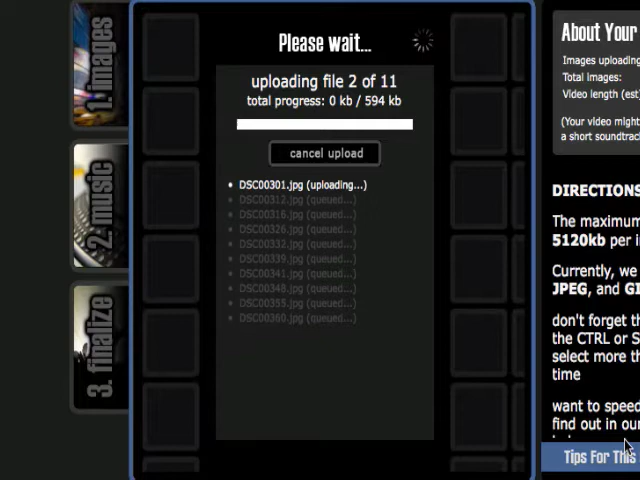 1. images
2. music
3. finalize
Please wait...
uploading file 2 of 11
total progress: 0 kb / 594 kb
cancel upload
• DSC00301.jpg (uploading...)
• DSC00312.jpg (queued...)
• DSC00316.jpg (queued...)
• DSC00326.jpg (queued...)
• DSC00332.jpg (queued...)
• DSC00339.jpg (queued...)
• DSC00341.jpg (queued...)
• DSC00348.jpg (queued...)
• DSC00355.jpg (queued...)
• DSC00360.jpg (queued...)
About Your
Images uploading
Total images:
Video length (est)
(Your video might
a short soundtrac
DIRECTIONS
The maximum
5120kb per i
Currently, we
JPEG, and GI
don't forget th
the CTRL or S
select more th
time
want to speed
find out in our
Tips For This